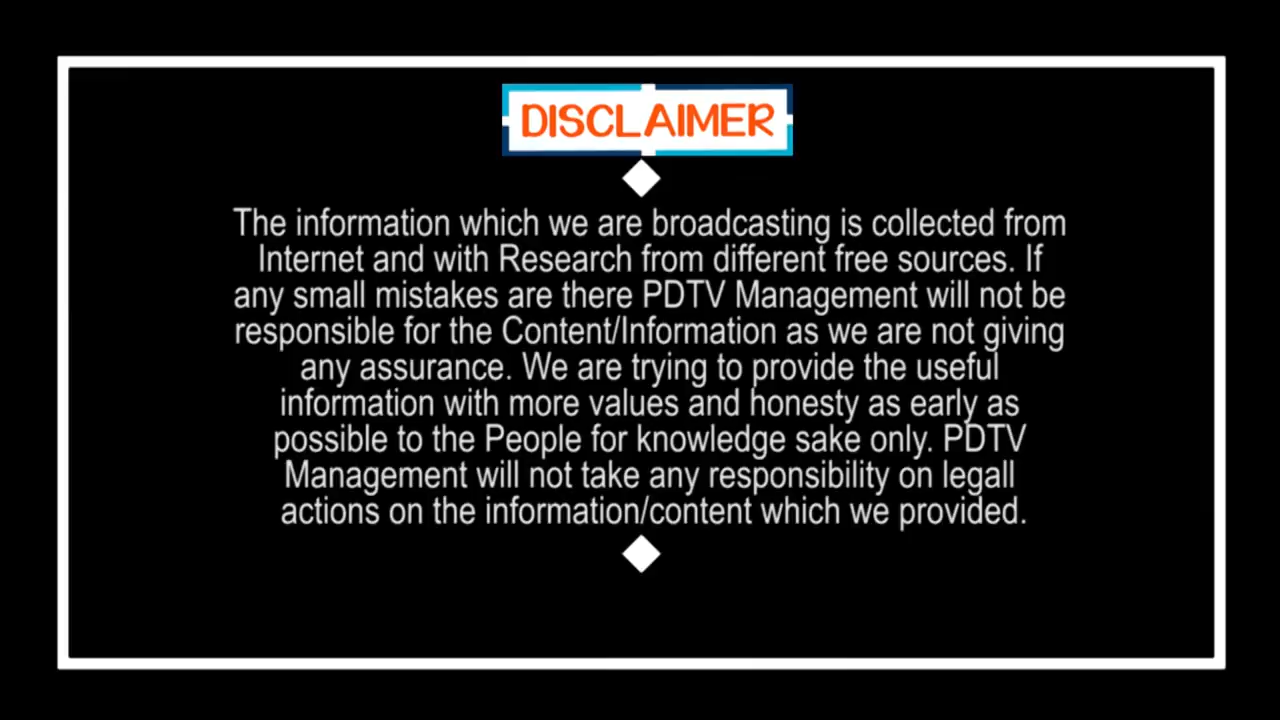 DISCLAIMER
The information which we are broadcasting is collected from
Internet and with Research from different free sources. If
any small mistakes are there PDTV Management will not be
responsible for the Content/Information as we are not giving
any assurance. We are trying to provide the useful
information with more values and honesty as early as
possible to the People for knowledge sake only. PDTV
Management will not take any responsibility on legall
actions on the information/content which we provided.